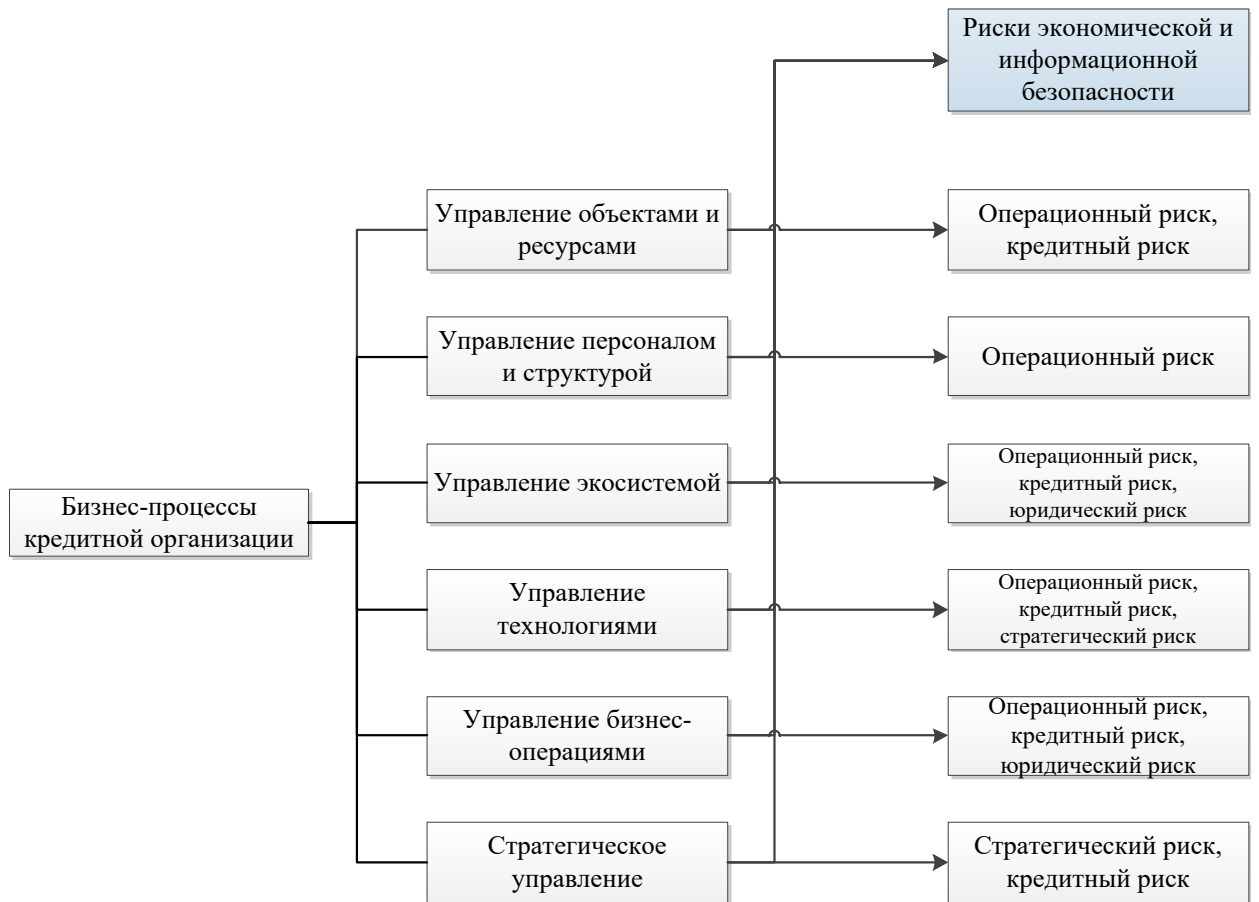 Риски экономической и
информационной
безопасности
Управление объектами и
ресурсами
Операционный риск,
кредитный риск
Управление персоналом
и структурой
Операционный риск
Бизнес-процессы
кредитной организации
Управление экосистемой
Операционный риск,
кредитный риск,
юридический риск
Управление
технологиями
Операционный риск,
кредитный риск,
стратегический риск
Управление бизнес-
операциями
Операционный риск,
кредитный риск,
юридический риск
Стратегическое
управление
Стратегический риск,
кредитный риск